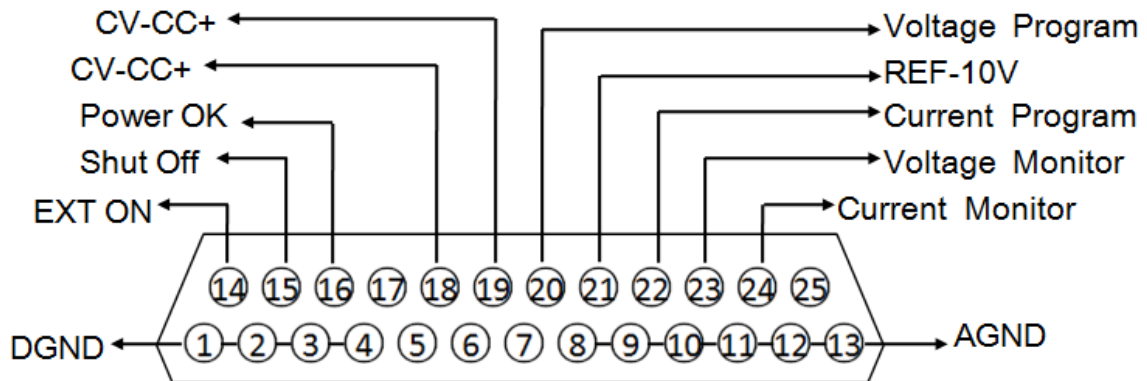 CV-CC+
CV-CC+
Power OK
Shut Off
EXT ON
Voltage Program
REF-10V
Current Program
Voltage Monitor
Current Monitor
14 15 16 17 18 19 20 21 22 23 24 25
DGND 1 2 3 4 5 6 7 8 9 10 11 12 13 AGND